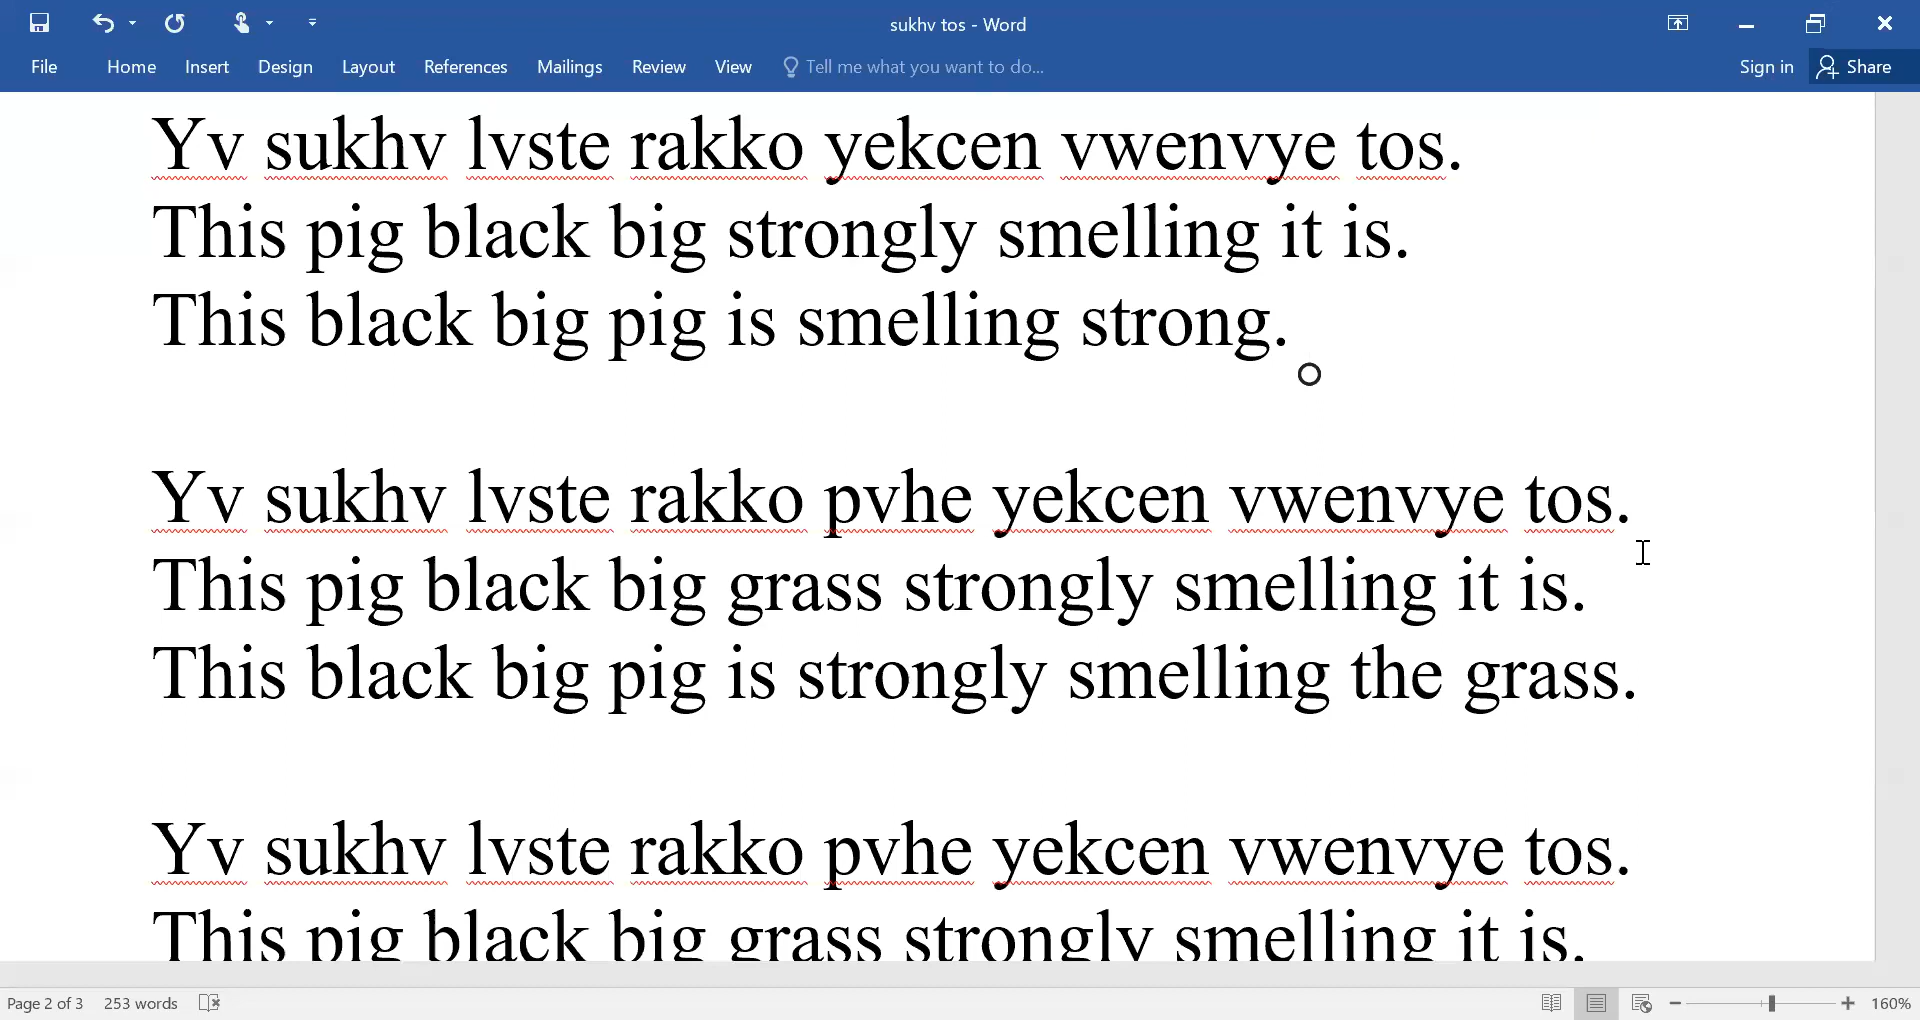 sukhv tos - Word
File Home Insert Design Layout References Mailings Review View Tell me what you want to do... Sign in Share
Yv sukhv lvste rakko yekcen vwenvye tos.
This pig black big strongly smelling it is.
This black big pig is smelling strong.
Yv sukhv lvste rakko pvhe yekcen vwenvye tos.
This pig black big grass strongly smelling it is.
This black big pig is strongly smelling the grass.
Yv sukhv lvste rakko pvhe yekcen vwenvye tos.
This pig black big grass strongly smelling it is.
Page 2 of 3 253 words 160%